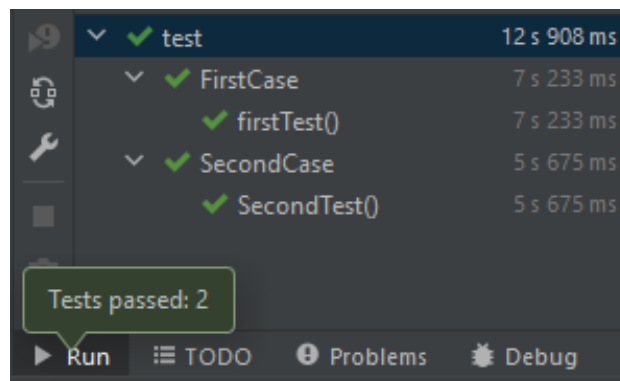 test 12 s 908 ms
FirstCase 7 s 233 ms
firstTest() 7 s 233 ms
SecondCase 5 s 675 ms
SecondTest() 5 s 675 ms
Tests passed: 2
Run TODO Problems Debug